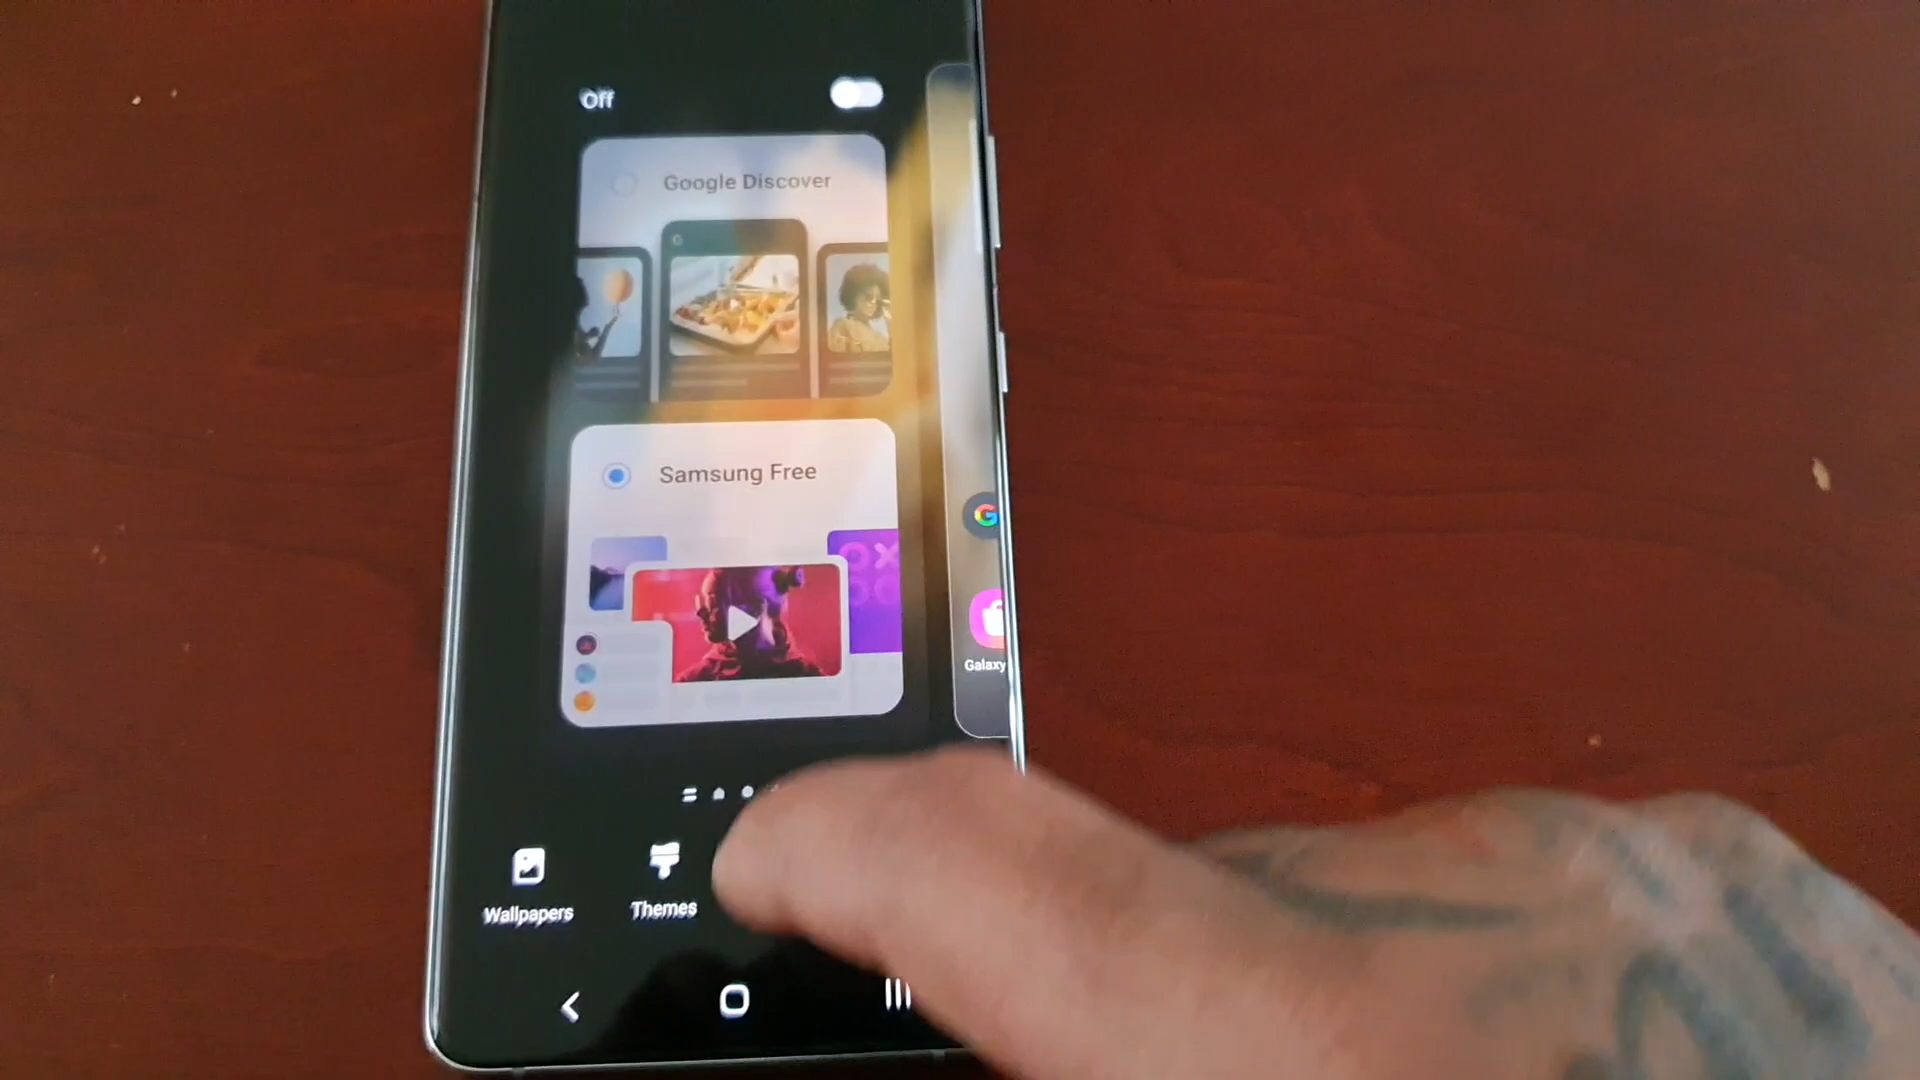 Off
Google Discover
Samsung Free
G
Galaxy
Wallpapers
Themes